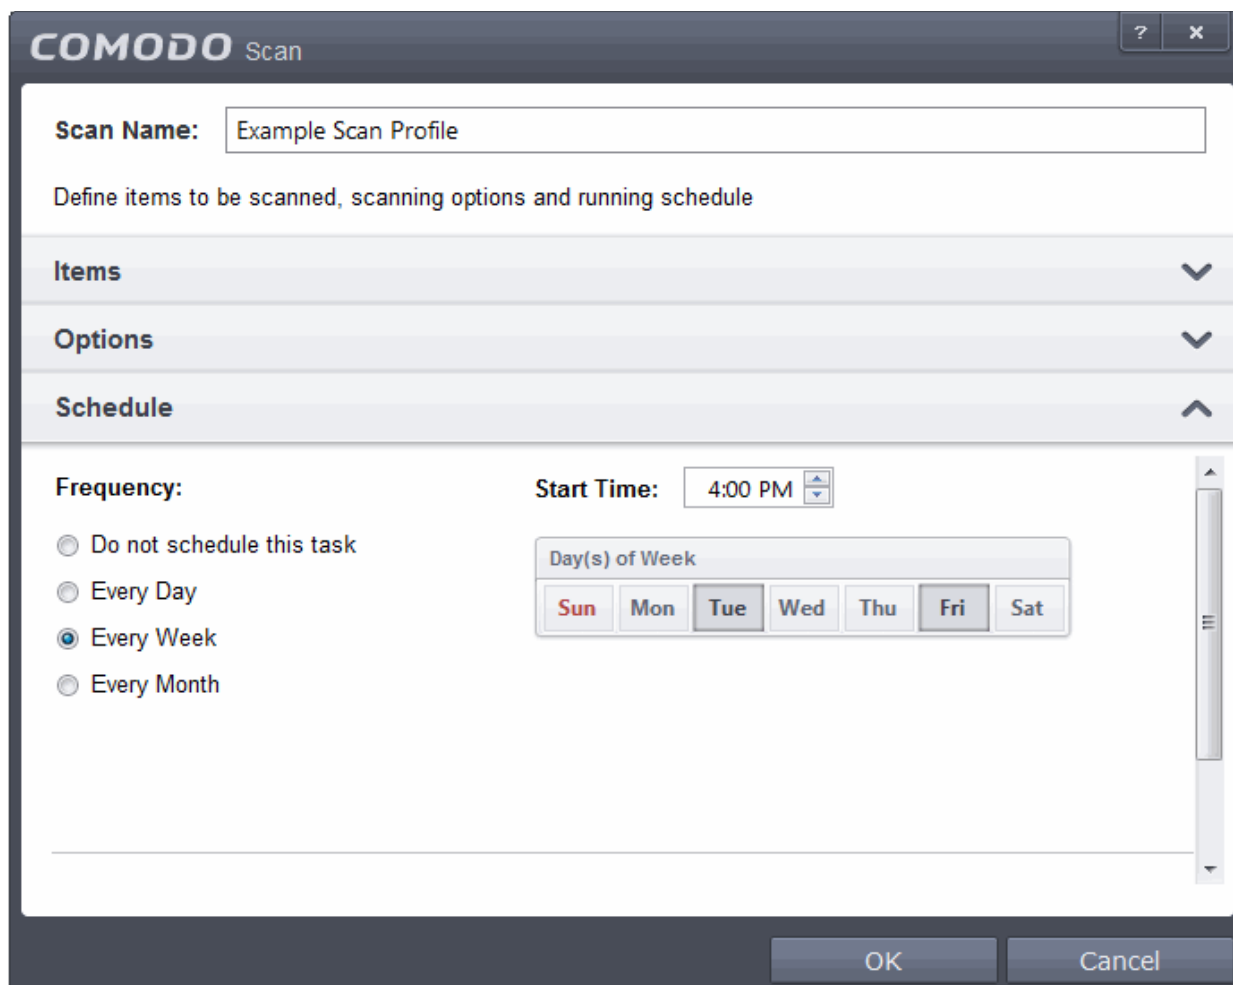 COMODO Scan
?
×
Scan Name: Example Scan Profile
Define items to be scanned, scanning options and running schedule
Items
Options
Schedule
Frequency:
Start Time: 4:00 PM
Do not schedule this task
Every Day
Every Week
Every Month
Day(s) of Week
Sun Mon Tue Wed Thu Fri Sat
OK Cancel